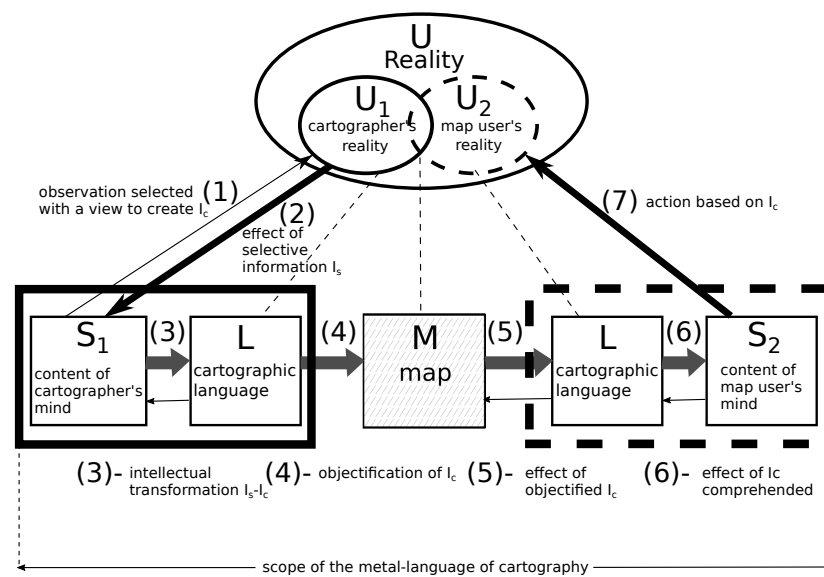 U
Reality
U1
cartographer's
reality
U2
map user's
reality
observation selected
with a view to create Ic
(1)
(2)
effect of
selective
information Is
(7)
action based on Ic
S1
content of
cartographer's
mind
(3)
L
cartographic
language
(4)
M
map
(5)
L
cartographic
language
(6)
S2
content of
map user's
mind
(3)- intellectual
transformation Is-Ic
(4)- objectification of Ic
(5)- effect of
objectified Ic
(6)- effect of Ic
comprehended
scope of the metal-language of cartography